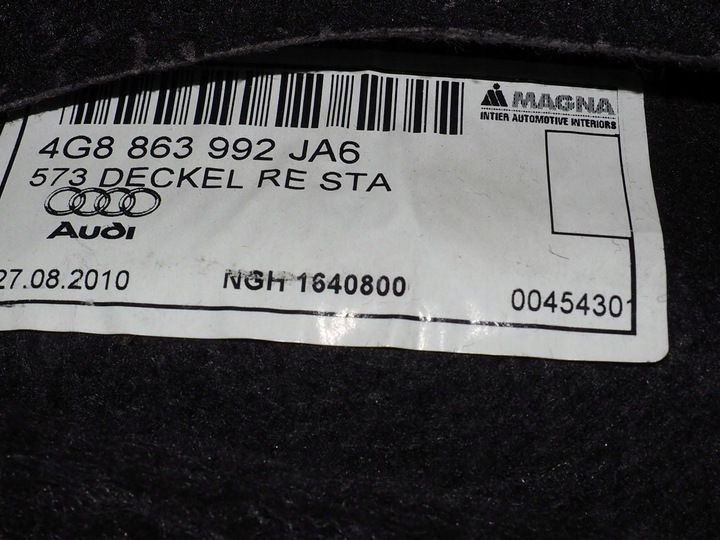 MAGNA
INTIER AUTOMOTIVE INTERIORS
4G8 863 992 JA6
573 DECKEL RE STA
Audi
27.08.2010 NGH 1640800 00454301